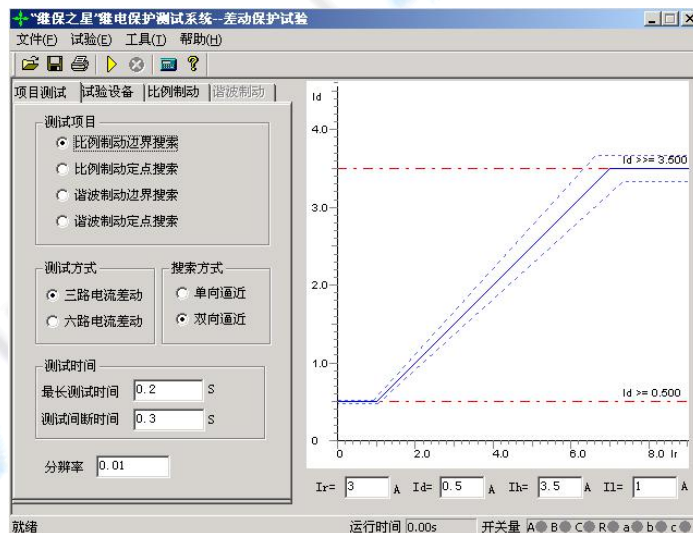 “继保之星”继电保护测试系统--差动保护试验
文件(F) 试验(E) 工具(T) 帮助(H)
项目测试 试验设备 比例制动 谐波制动
测试项目
比例制动边界搜索
比例制动定点搜索
谐波制动边界搜索
谐波制动定点搜索
测试方式
三路电流差动
六路电流差动
搜索方式
单向逼近
双向逼近
测试时间
最长测试时间 0.2 S
测试间断时间 0.3 S
分辨率 0.01
Id
4.0
Id >>= 3.500
3.0
2.0
1.0
Id >= 0.500
0
0 2.0 4.0 6.0 8.0 Ir
Ir= 3 A Id= 0.5 A Ih= 3.5 A Il= 1 A
就绪 运行时间 0.00s 开关量 A B C R a b c